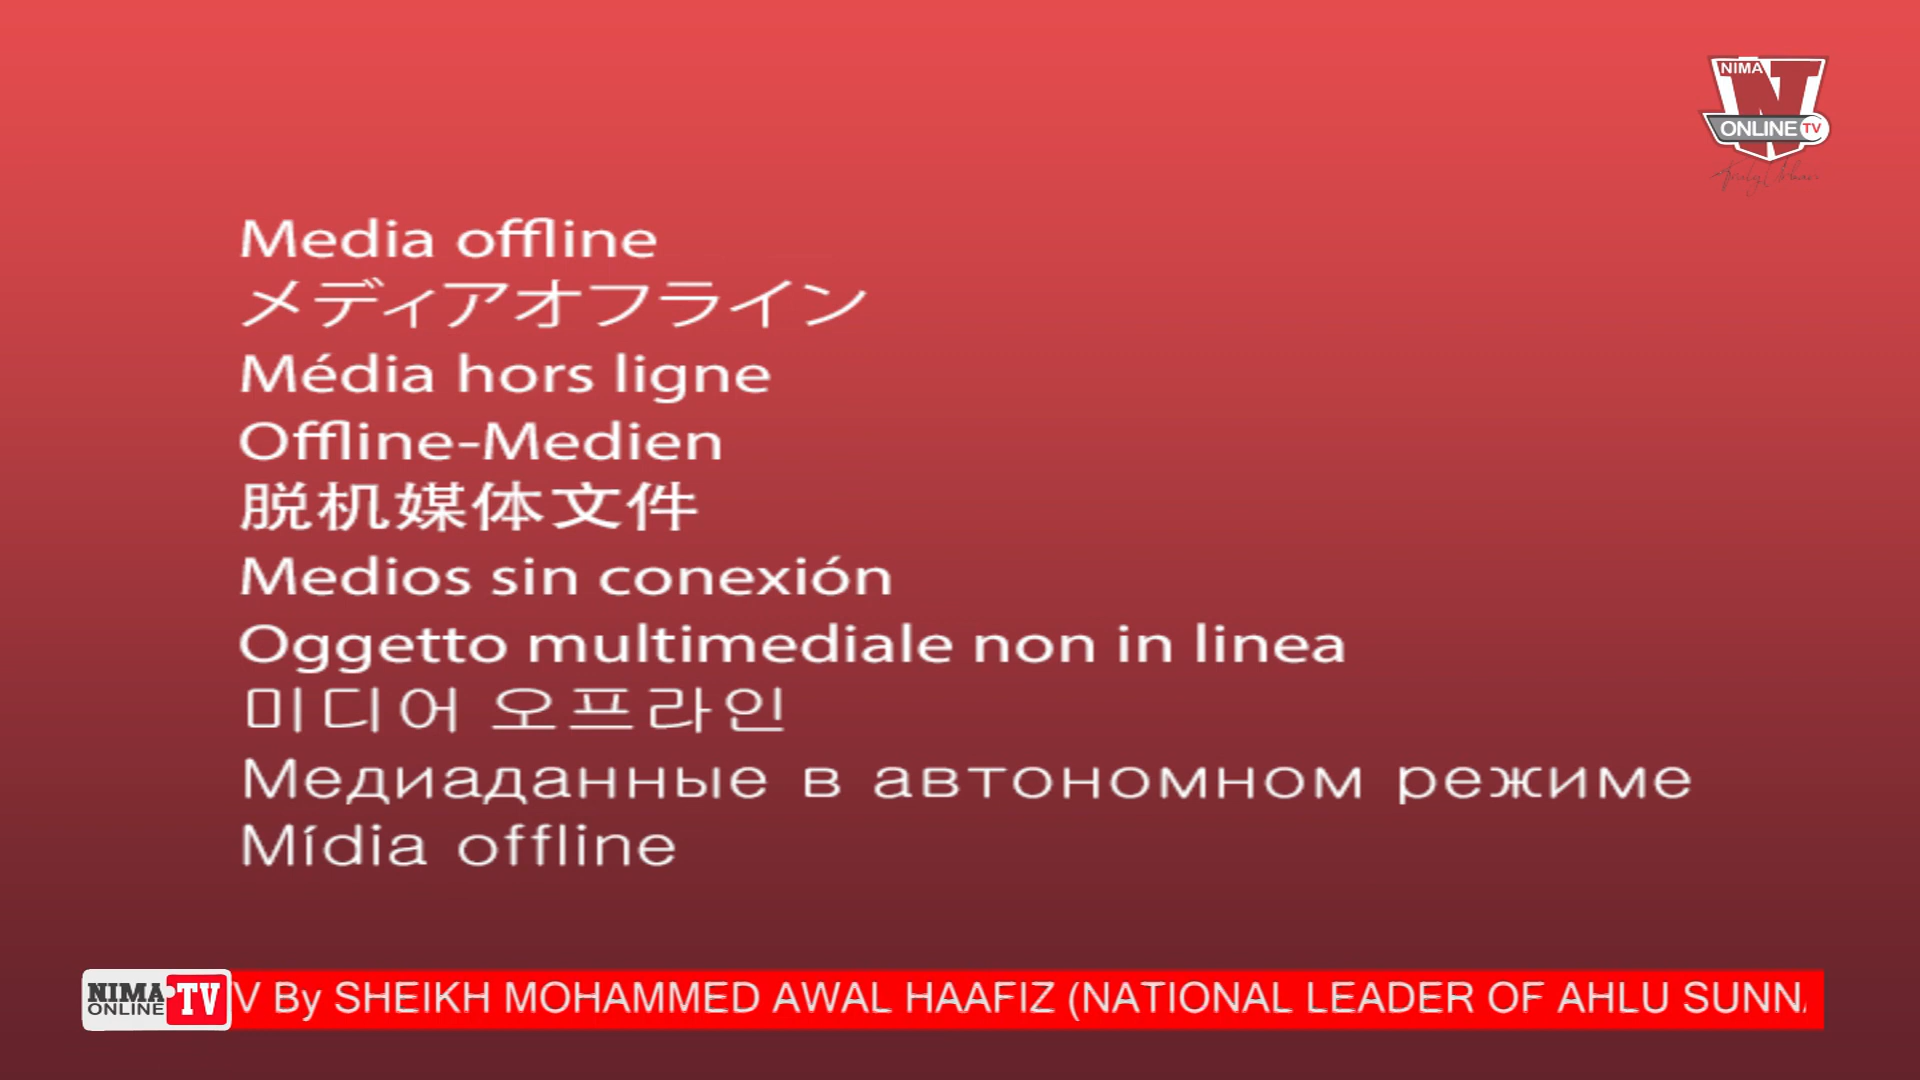 NIMA
N
ONLINE TV
Media offline
メディアオフライン
Média hors ligne
Offline-Medien
脱机媒体文件
Medios sin conexión
Oggetto multimediale non in linea
미디어 오프라인
Медиаданные в автономном режиме
Mídia offline
NIMA ONLINE TV
V By SHEIKH MOHAMMED AWAL HAAFIZ (NATIONAL LEADER OF AHLU SUNN